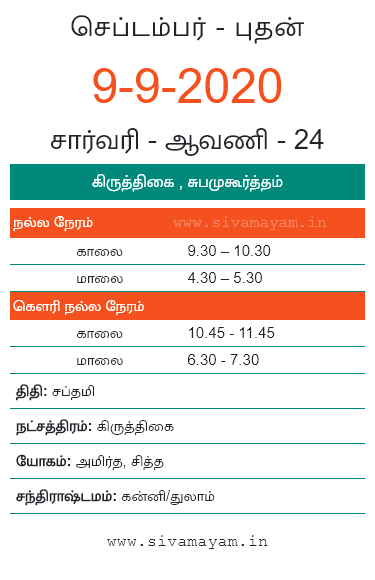 செப்டம்பர் - புதன்
9-9-2020
சார்வரி - ஆவணி - 24
கிருத்திகை , சுபமுகூர்த்தம்
நல்ல நேரம் www.sivamayam.in
காலை 9.30 – 10.30
மாலை 4.30 – 5.30
கௌரி நல்ல நேரம்
காலை 10.45 - 11.45
மாலை 6.30 - 7.30
திதி: சப்தமி
நட்சத்திரம்: கிருத்திகை
யோகம்: அமிர்த, சித்த
சந்திராஷ்டமம்: கன்னி/துலாம்
www.sivamayam.in